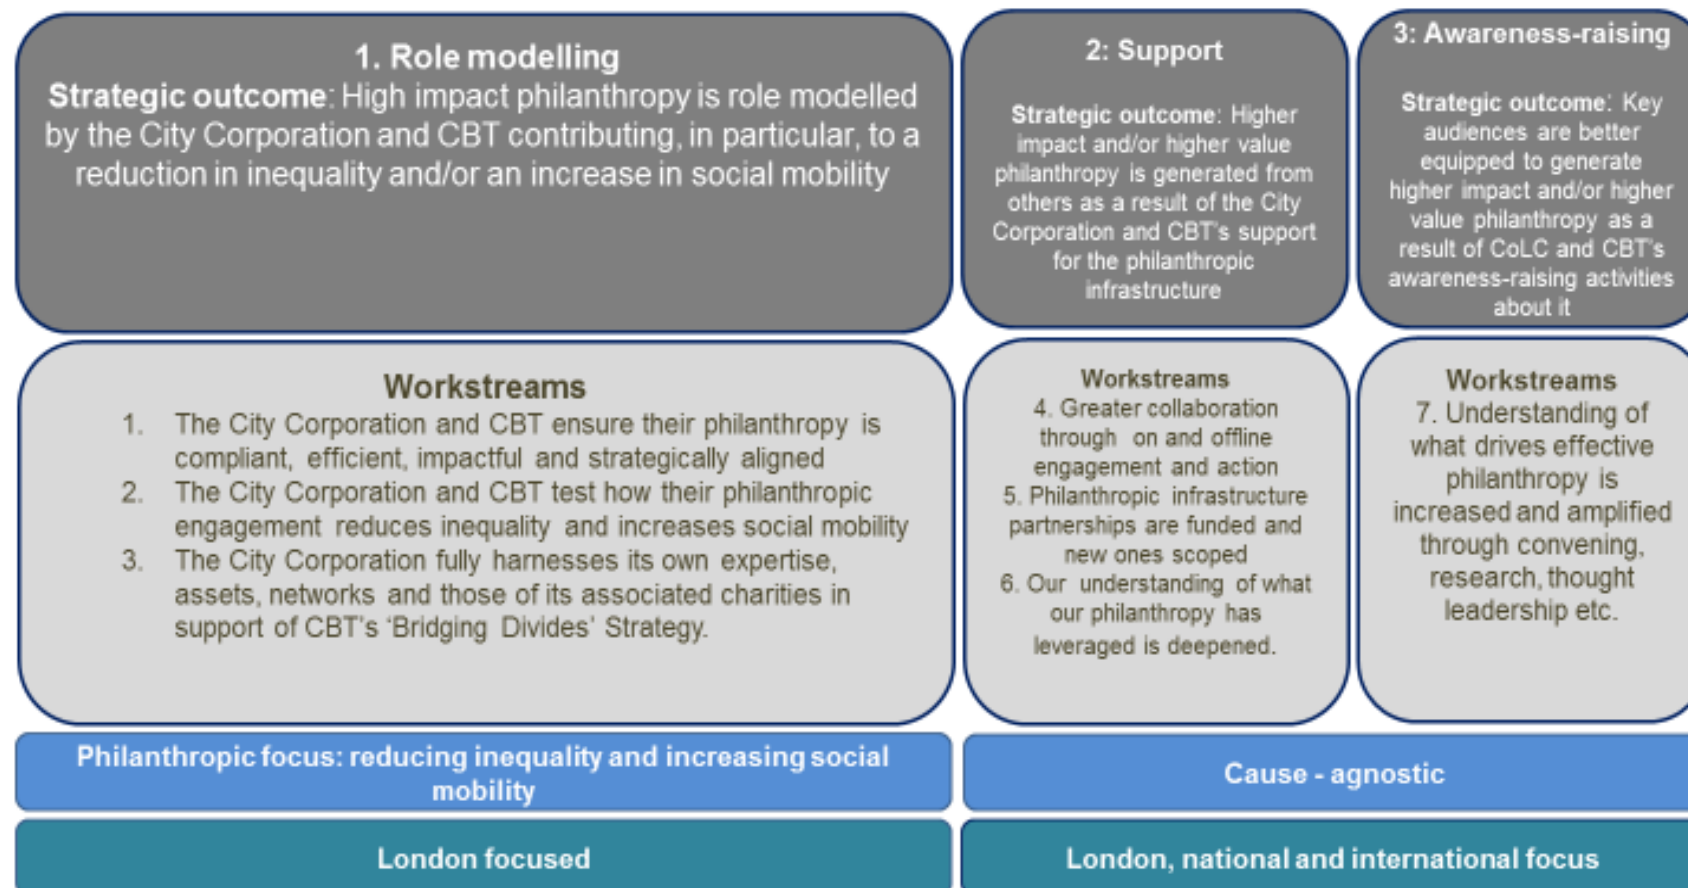 1. Role modelling
Strategic outcome: High impact philanthropy is role modelled
by the City Corporation and CBT contributing, in particular, to a
reduction in inequality and/or an increase in social mobility
2: Support
Strategic outcome: Higher
impact and/or higher value
philanthropy is generated from
others as a result of the City
Corporation and CBT's support
for the philanthropic
infrastructure
3: Awareness-raising
Strategic outcome: Key
audiences are better
equipped to generate
higher impact and/or higher
value philanthropy as a
result of CoLC and CBT's
awareness-raising activities
about it
Workstreams
1. The City Corporation and CBT ensure their philanthropy is
compliant, efficient, impactful and strategically aligned
2. The City Corporation and CBT test how their philanthropic
engagement reduces inequality and increases social mobility
3. The City Corporation fully harnesses its own expertise,
assets, networks and those of its associated charities in
support of CBT's 'Bridging Divides' Strategy.
Workstreams
4. Greater collaboration
through on and offline
engagement and action
5. Philanthropic infrastructure
partnerships are funded and
new ones scoped
6. Our understanding of what
our philanthropy has
leveraged is deepened.
Workstreams
7. Understanding of
what drives effective
philanthropy is
increased and amplified
through convening,
research, thought
leadership etc.
Philanthropic focus: reducing inequality and increasing social
mobility
Cause - agnostic
London focused
London, national and international focus